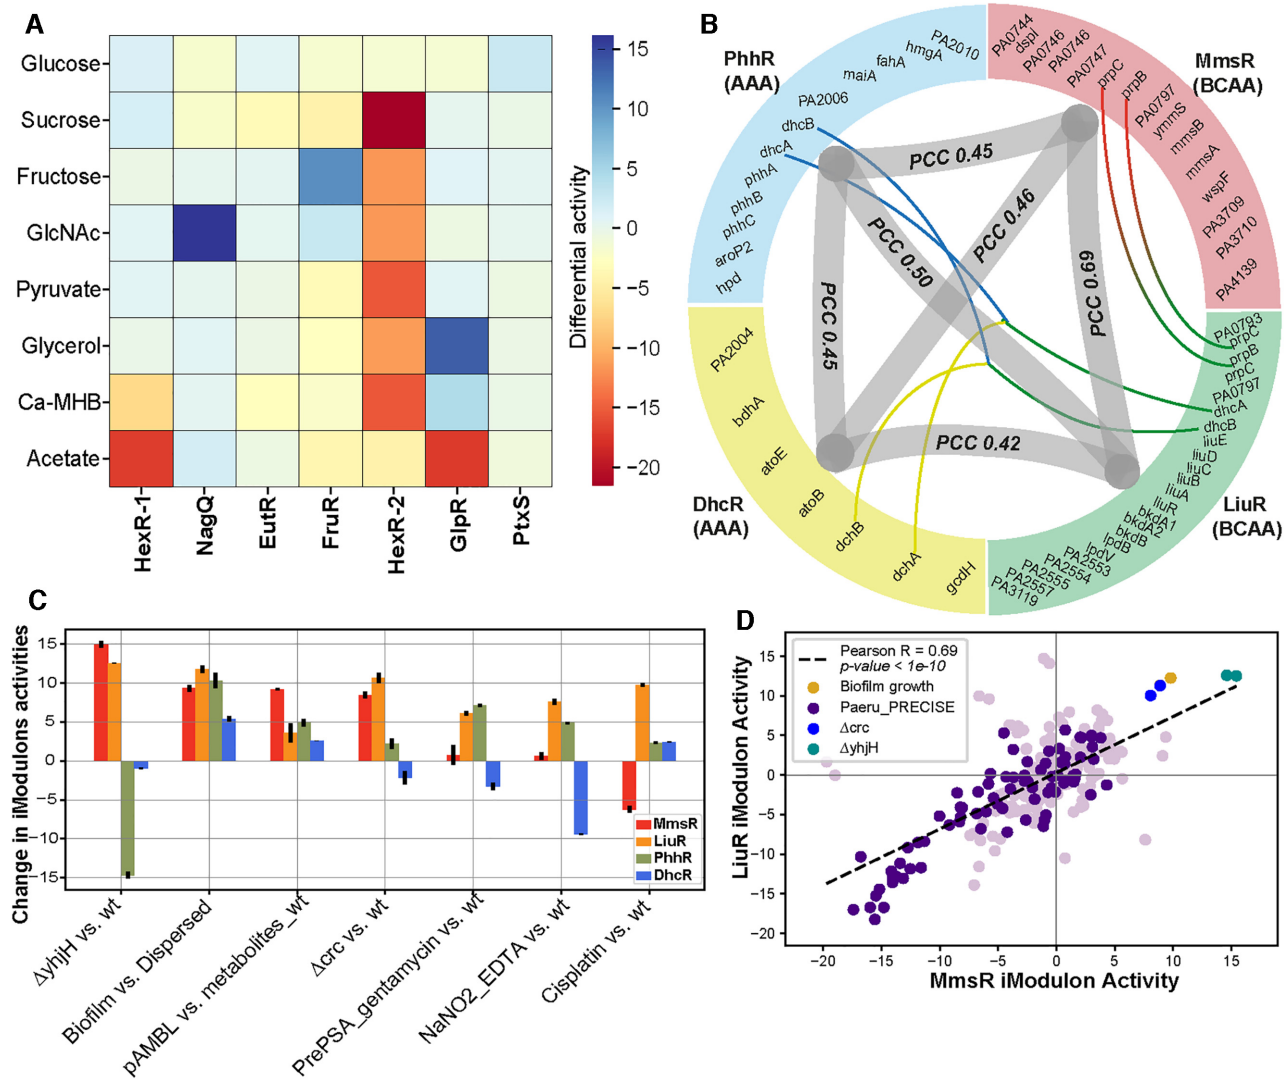 A
Glucose
Sucrose
Fructose
GlcNAc
Pyruvate
Glycerol
Ca-MHB
Acetate
HexR-1
NagQ
EutR
FruR
HexR-2
GlpR
PtxS
15
10
5
0
−5
−10
−15
−20
Differential activity
B
PhhR
(AAA)
MmsR
(BCAA)
DhcR
(AAA)
LiuR
(BCAA)
PA2010
hmgA
fahA
maiA
PA2006
dhcB
dhcA
phhA
phhB
phhC
aroP2
hpd
PA0744
dspI
PA0746
PA0746
PA0747
prpC
prpB
PA0797
ymmS
mmsB
mmsA
wspF
PA3709
PA3710
PA4139
PA0793
prpC
prpB
prpC
PA0797
dhcA
dhcB
liuE
liuD
liuC
liuB
liuA
liuR
bkdA1
bkdA2
bkdB
lpdB
lpdV
PA2553
PA2554
PA2555
PA2557
PA3119
PA2004
bdhA
atoE
atoB
dchB
dchA
gcdH
PCC 0.45
PCC 0.46
PCC 0.50
PCC 0.69
PCC 0.45
PCC 0.42
C
Change in iModulons activities
15
10
5
0
−5
−10
−15
MmsR
LiuR
PhhR
DhcR
ΔyhjH vs. wt
Biofilm vs. Dispersed
pAMBL vs. metabolites_wt
Δcrc vs. wt
PrePSA_gentamycin vs. wt
NaNO2_EDTA vs. wt
Cisplatin vs. wt
D
LiuR iModulon Activity
15
10
5
0
−5
−10
−15
−20
Pearson R = 0.69
p-value < 1e-10
Biofilm growth
Paeru_PRECISE
Δcrc
ΔyhjH
−20
−15
−10
−5
0
5
10
15
MmsR iModulon Activity